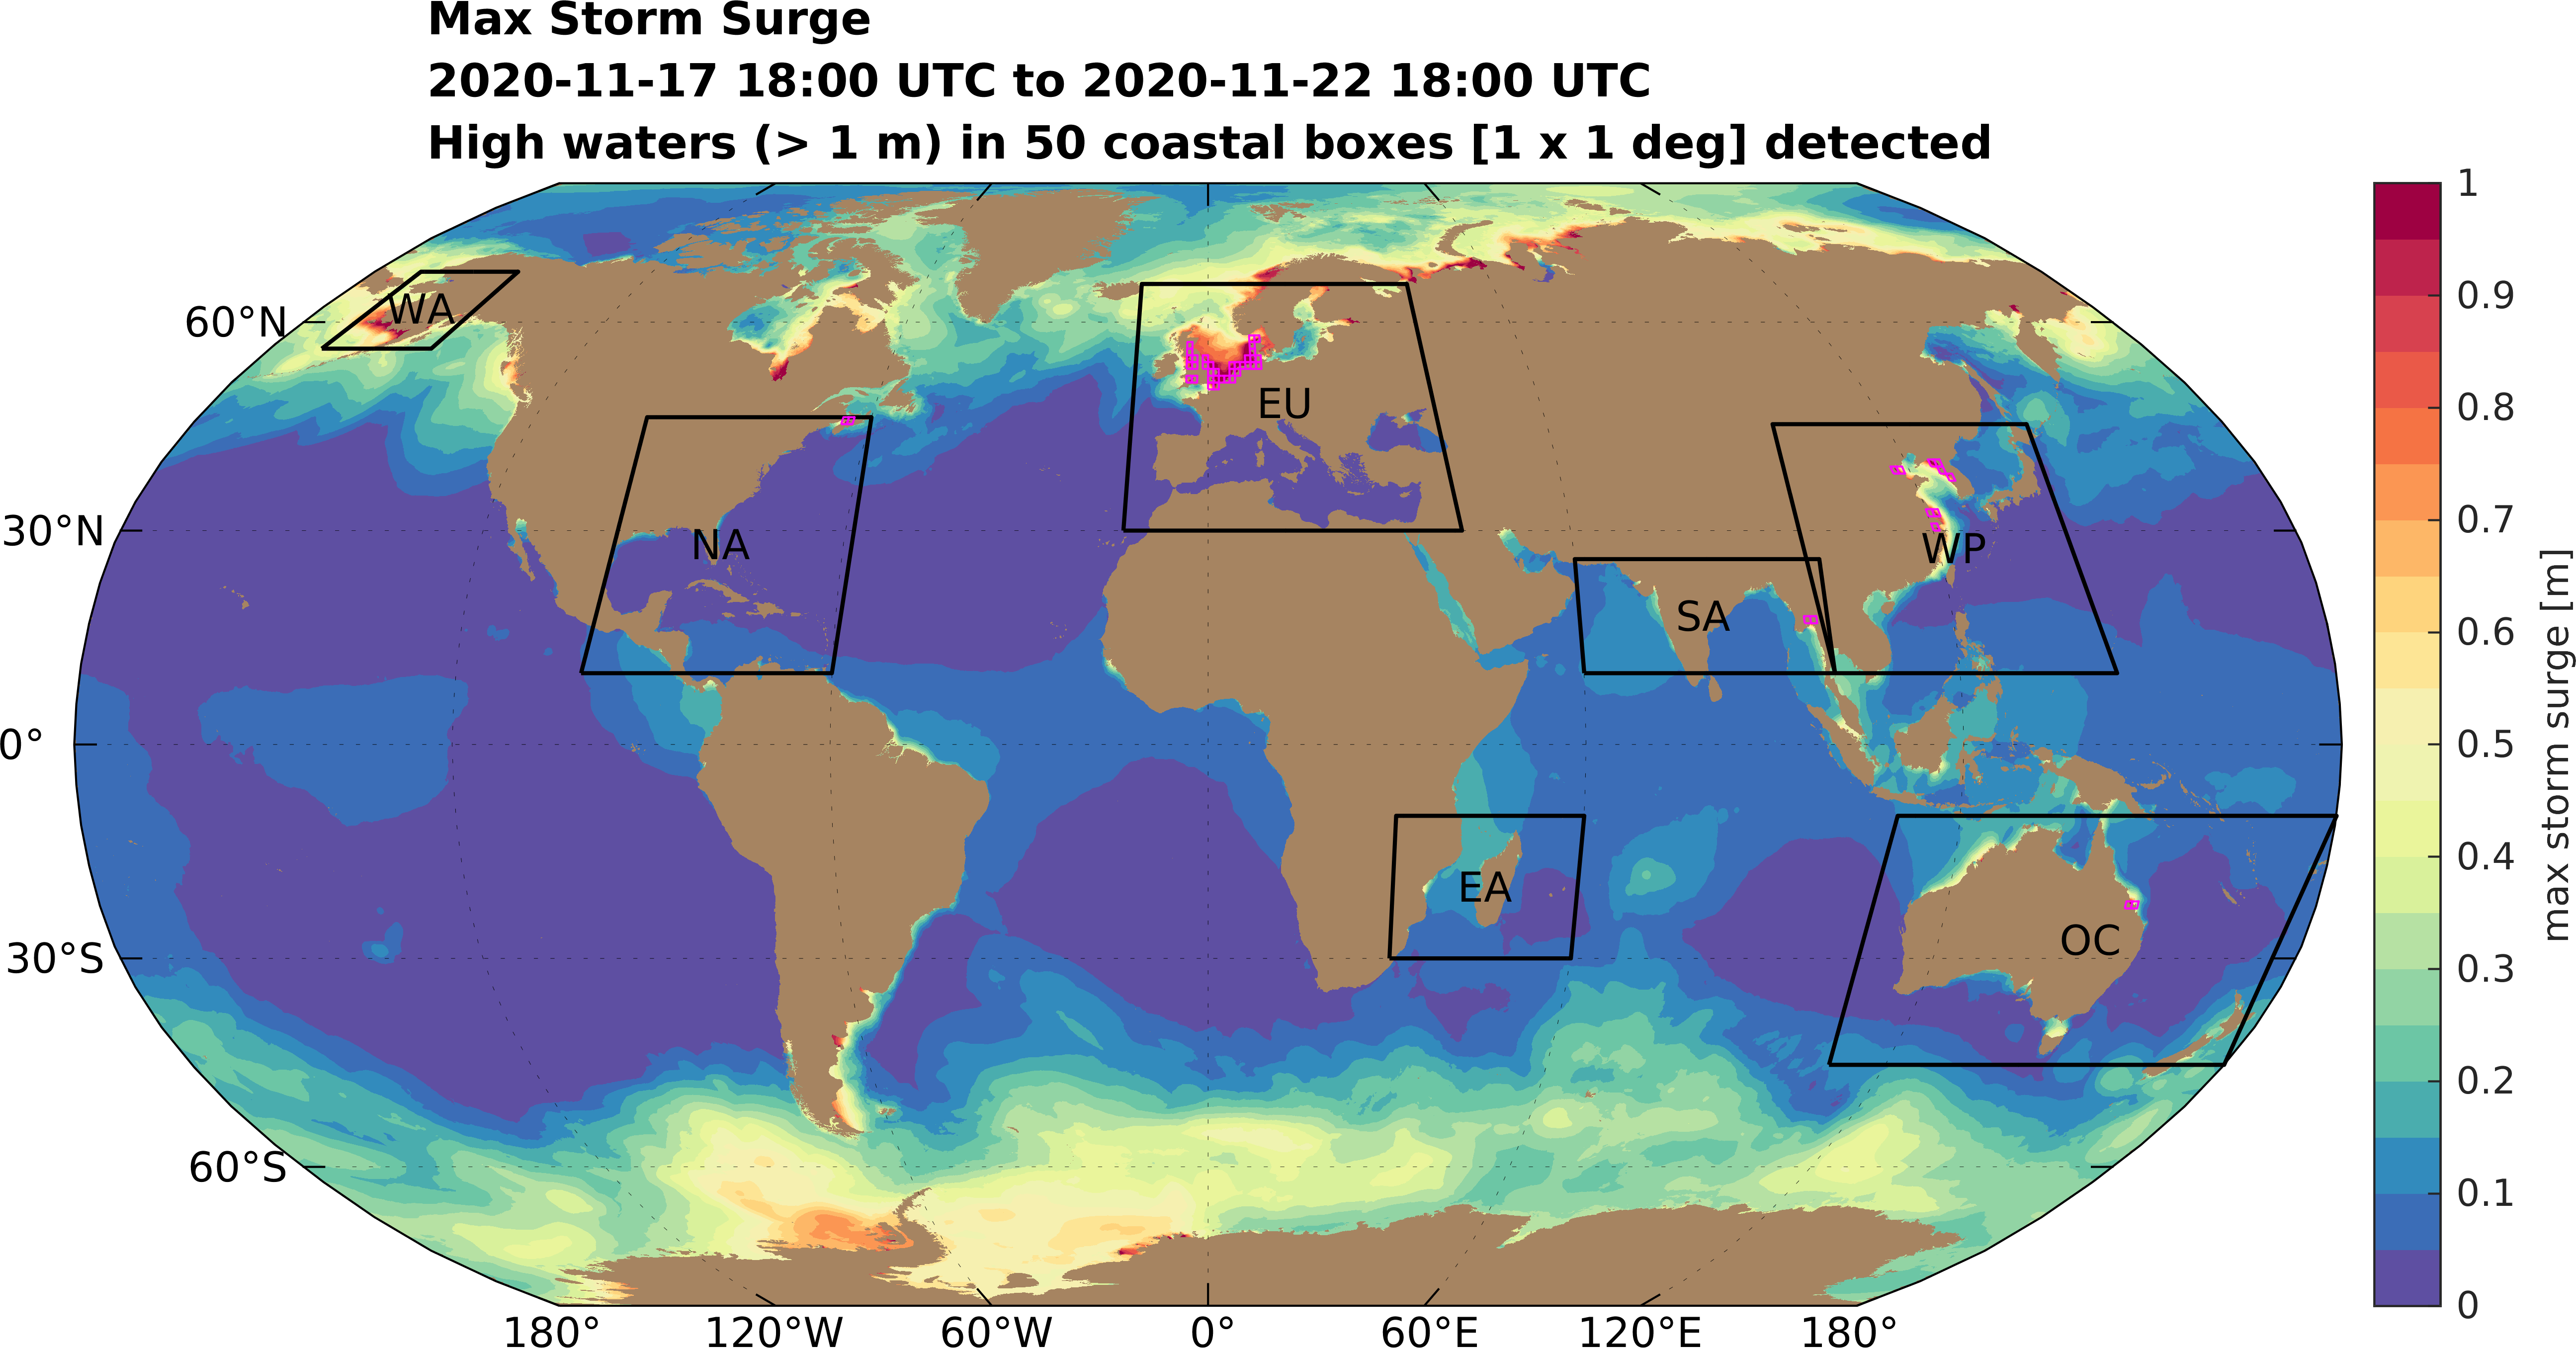 Max Storm Surge
2020-11-17 18:00 UTC to 2020-11-22 18:00 UTC
High waters (> 1 m) in 50 coastal boxes [1 x 1 deg] detected
60°N
30°N
0°
30°S
60°S
WA
NA
EU
SA
WP
EA
OC
180°
120°W
60°W
0°
60°E
120°E
180°
1
0.9
0.8
0.7
0.6
0.5
0.4
0.3
0.2
0.1
0
max storm surge [m]